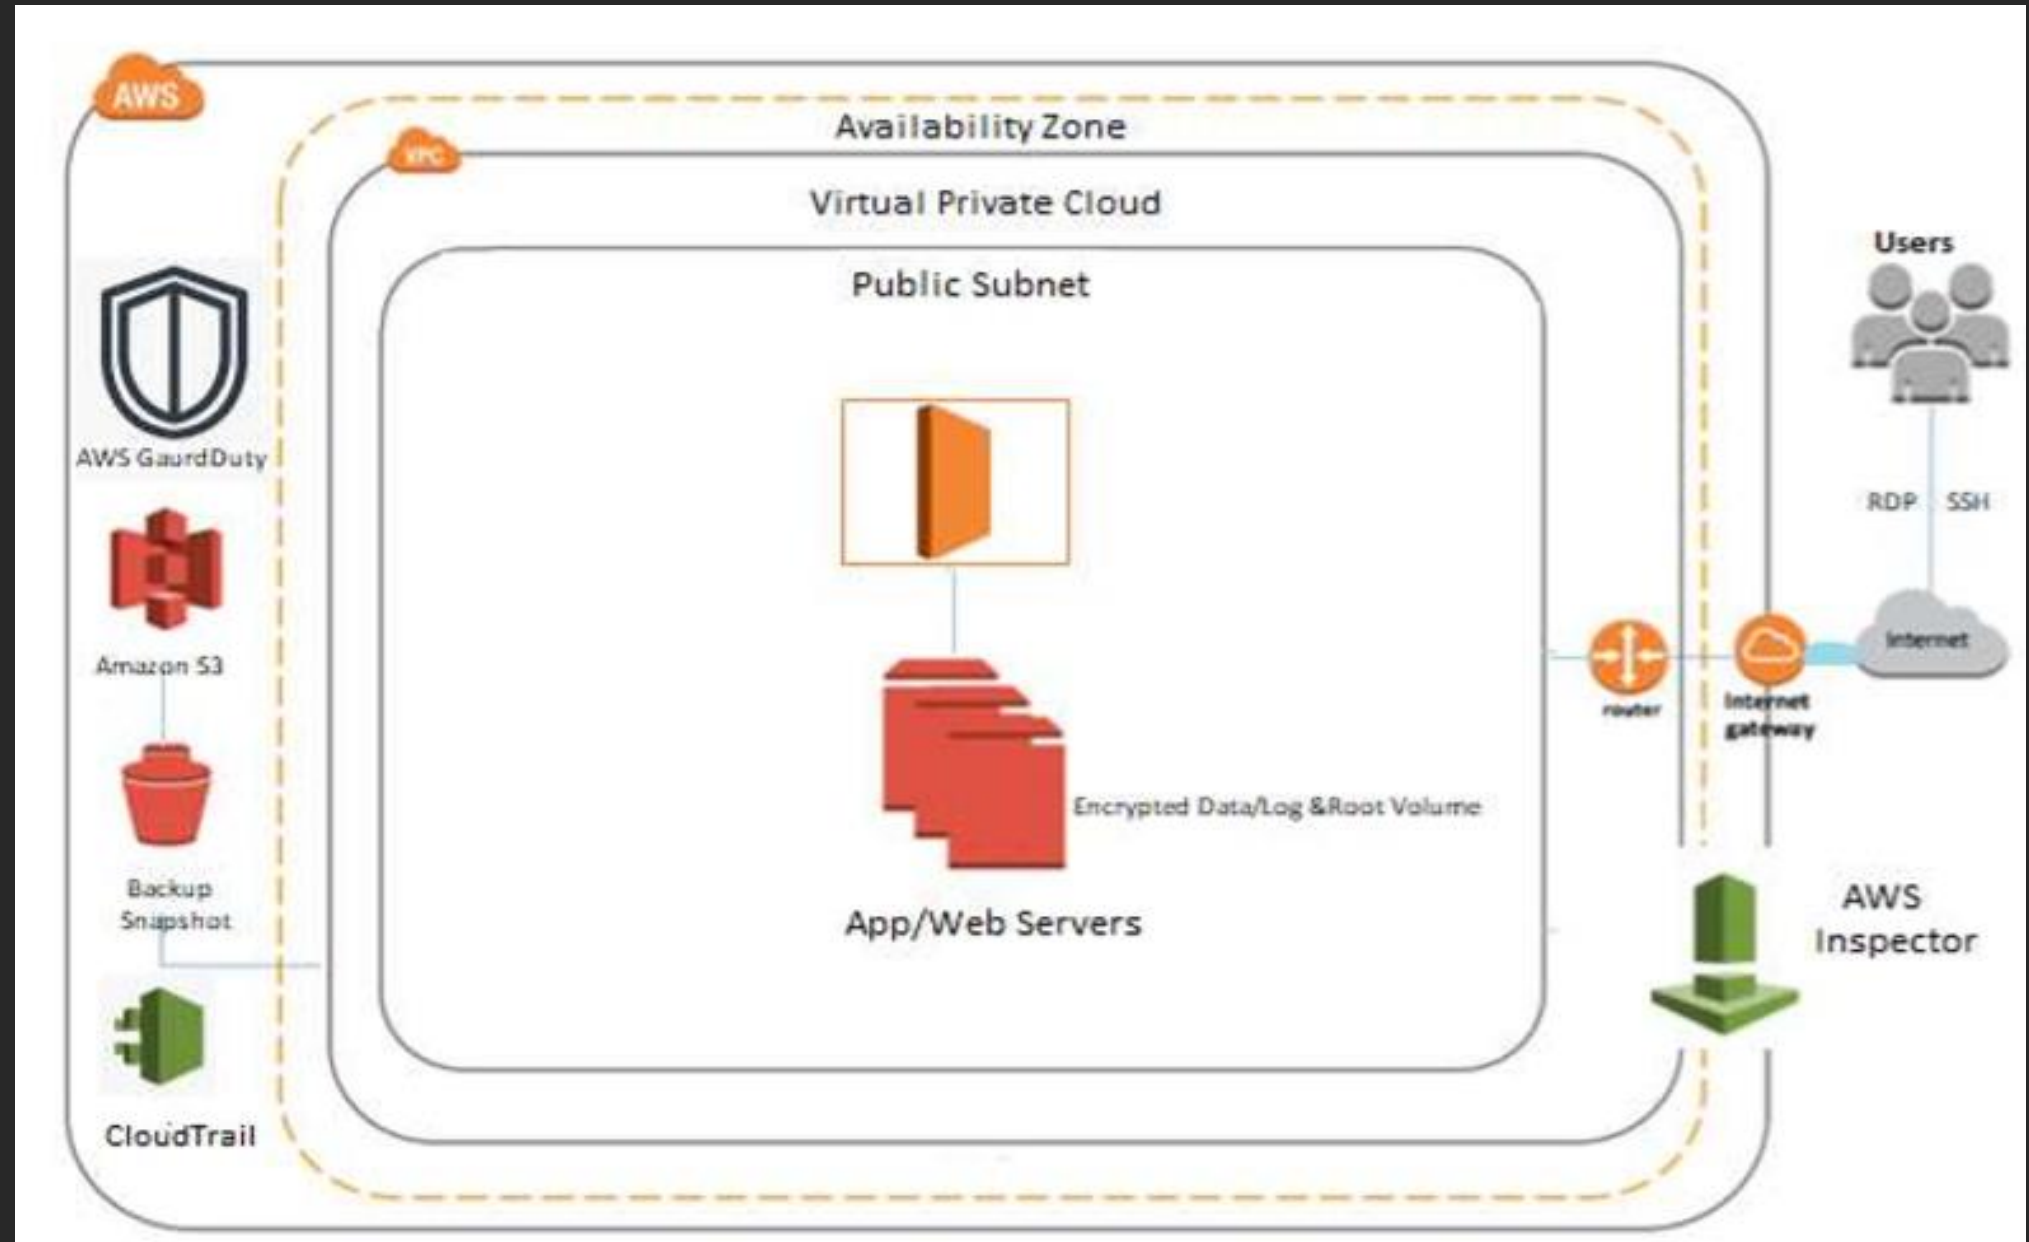 AWS
Availability Zone
VPC
Virtual Private Cloud
Public Subnet
Users
AWS GaurdDuty
RDP SSH
Amazon S3
Internet
router
Internet
gateway
Encrypted Data/Log &Root Volume
Backup
Snapshot
App/Web Servers
AWS
Inspector
CloudTrail